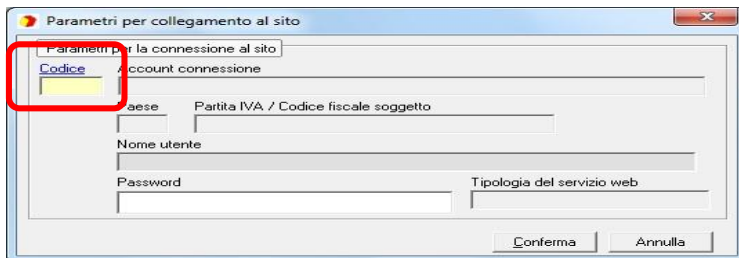 Parametri per collegamento al sito
Parametri per la connessione al sito
Codice Account connessione
Paese Partita IVA / Codice fiscale soggetto
Nome utente
Password Tipologia del servizio web
Conferma Annulla